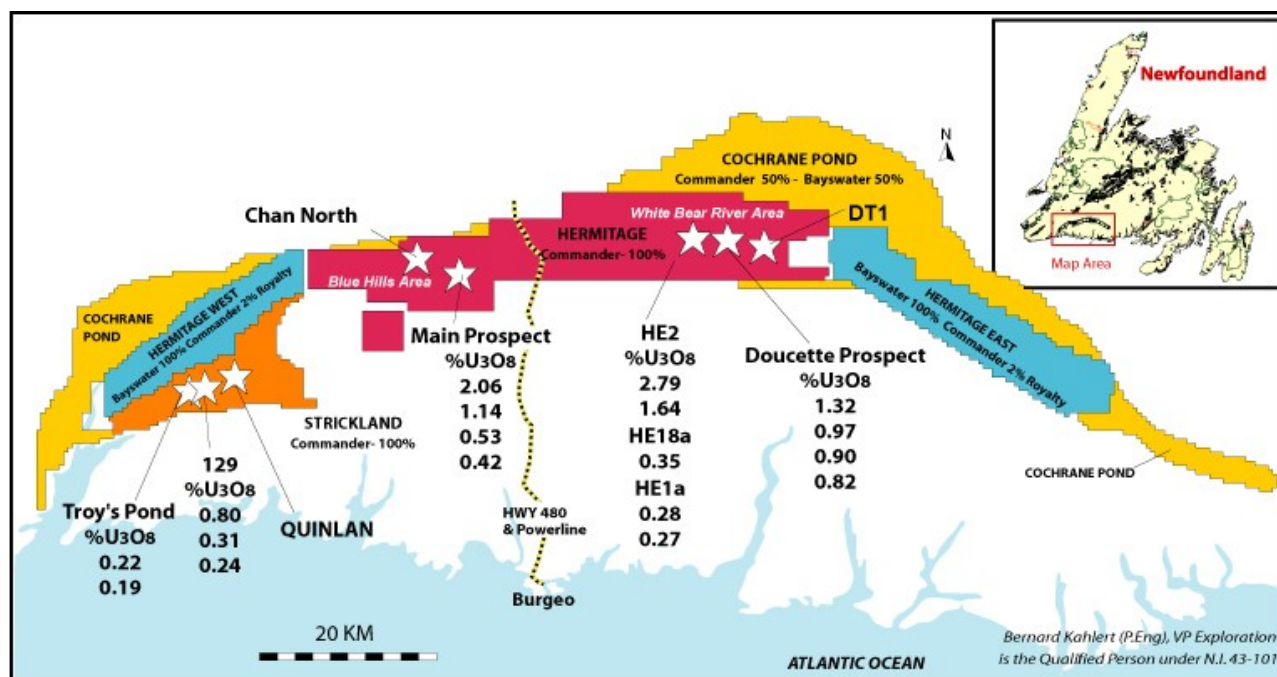 Newfoundland
Map Area
N
COCHRANE POND
Commander 50% - Bayswater 50%
White Bear River Area
DT1
HERMITAGE
Commander- 100%
Chan North
Blue Hills Area
HERMITAGE WEST
Bayswater 100% Commander 2% Royalty
COCHRANE
POND
HERMITAGE EAST
Bayswater 100% Commander 2% Royalty
COCHRANE POND
STRICKLAND
Commander- 100%
Main Prospect
%U3O8
2.06
1.14
0.53
0.42
HE2
%U3O8
2.79
1.64
HE18a
0.35
HE1a
0.28
0.27
Doucette Prospect
%U3O8
1.32
0.97
0.90
0.82
Troy's Pond
%U3O8
0.22
0.19
129
%U3O8
0.80
0.31
0.24
QUINLAN
HWY 480
& Powerline
Burgeo
20 KM
ATLANTIC OCEAN
Bernard Kahlert (P.Eng), VP Exploration
is the Qualified Person under N.I. 43-101